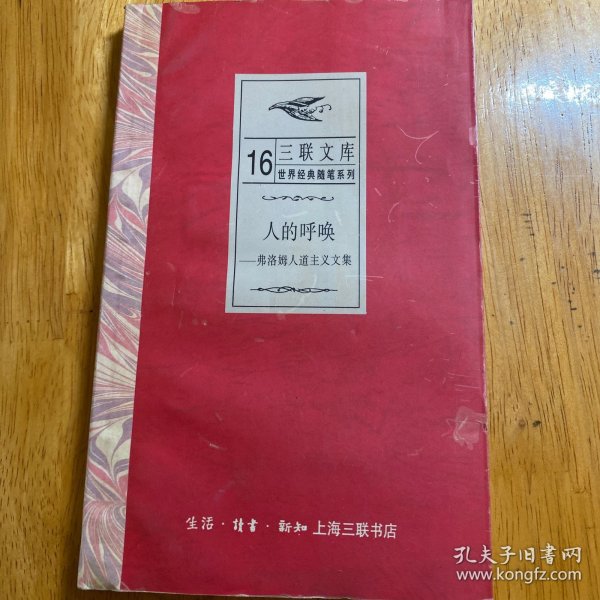 16
三联文库
世界经典随笔系列
人的呼唤
——弗洛姆人道主义文集
生活·读书·新知 上海三联书店
孔夫子旧书网
www.kongfz.com